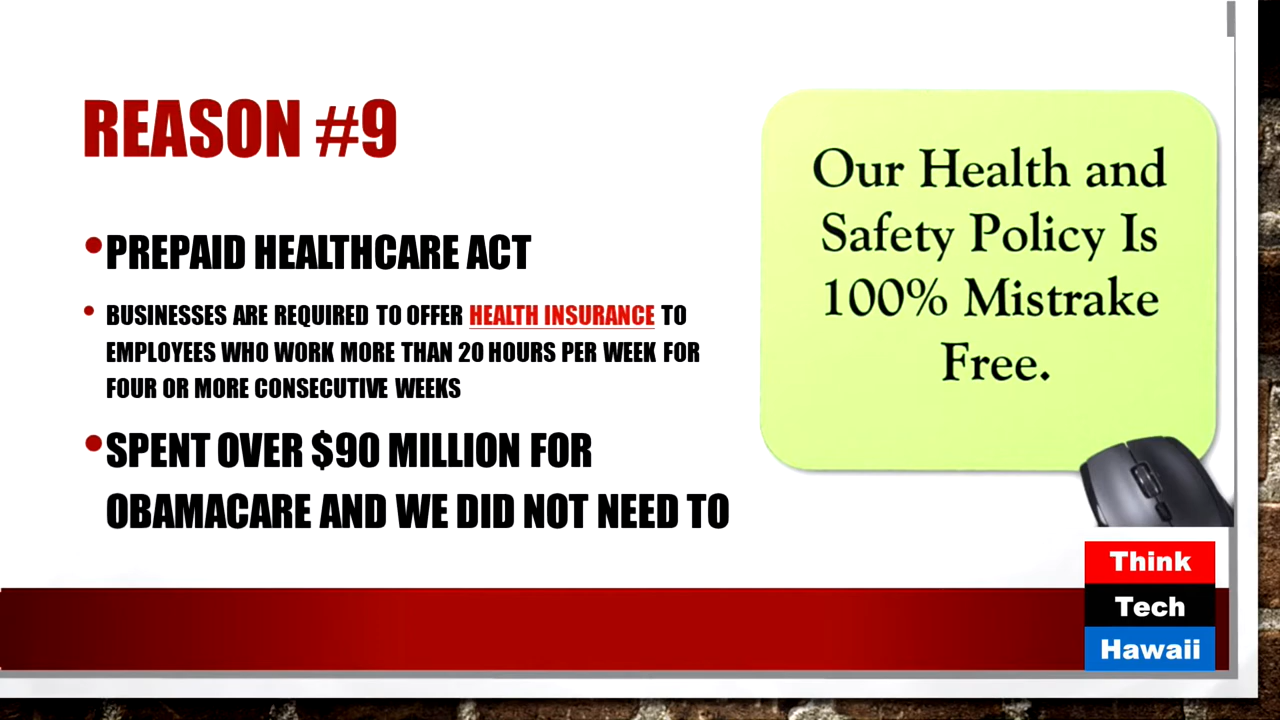 REASON #9
•PREPAID HEALTHCARE ACT
• BUSINESSES ARE REQUIRED TO OFFER HEALTH INSURANCE TO
EMPLOYEES WHO WORK MORE THAN 20 HOURS PER WEEK FOR
FOUR OR MORE CONSECUTIVE WEEKS
•SPENT OVER $90 MILLION FOR
OBAMACARE AND WE DID NOT NEED TO
Our Health and
Safety Policy Is
100% Mistrake
Free.
Think
Tech
Hawaii